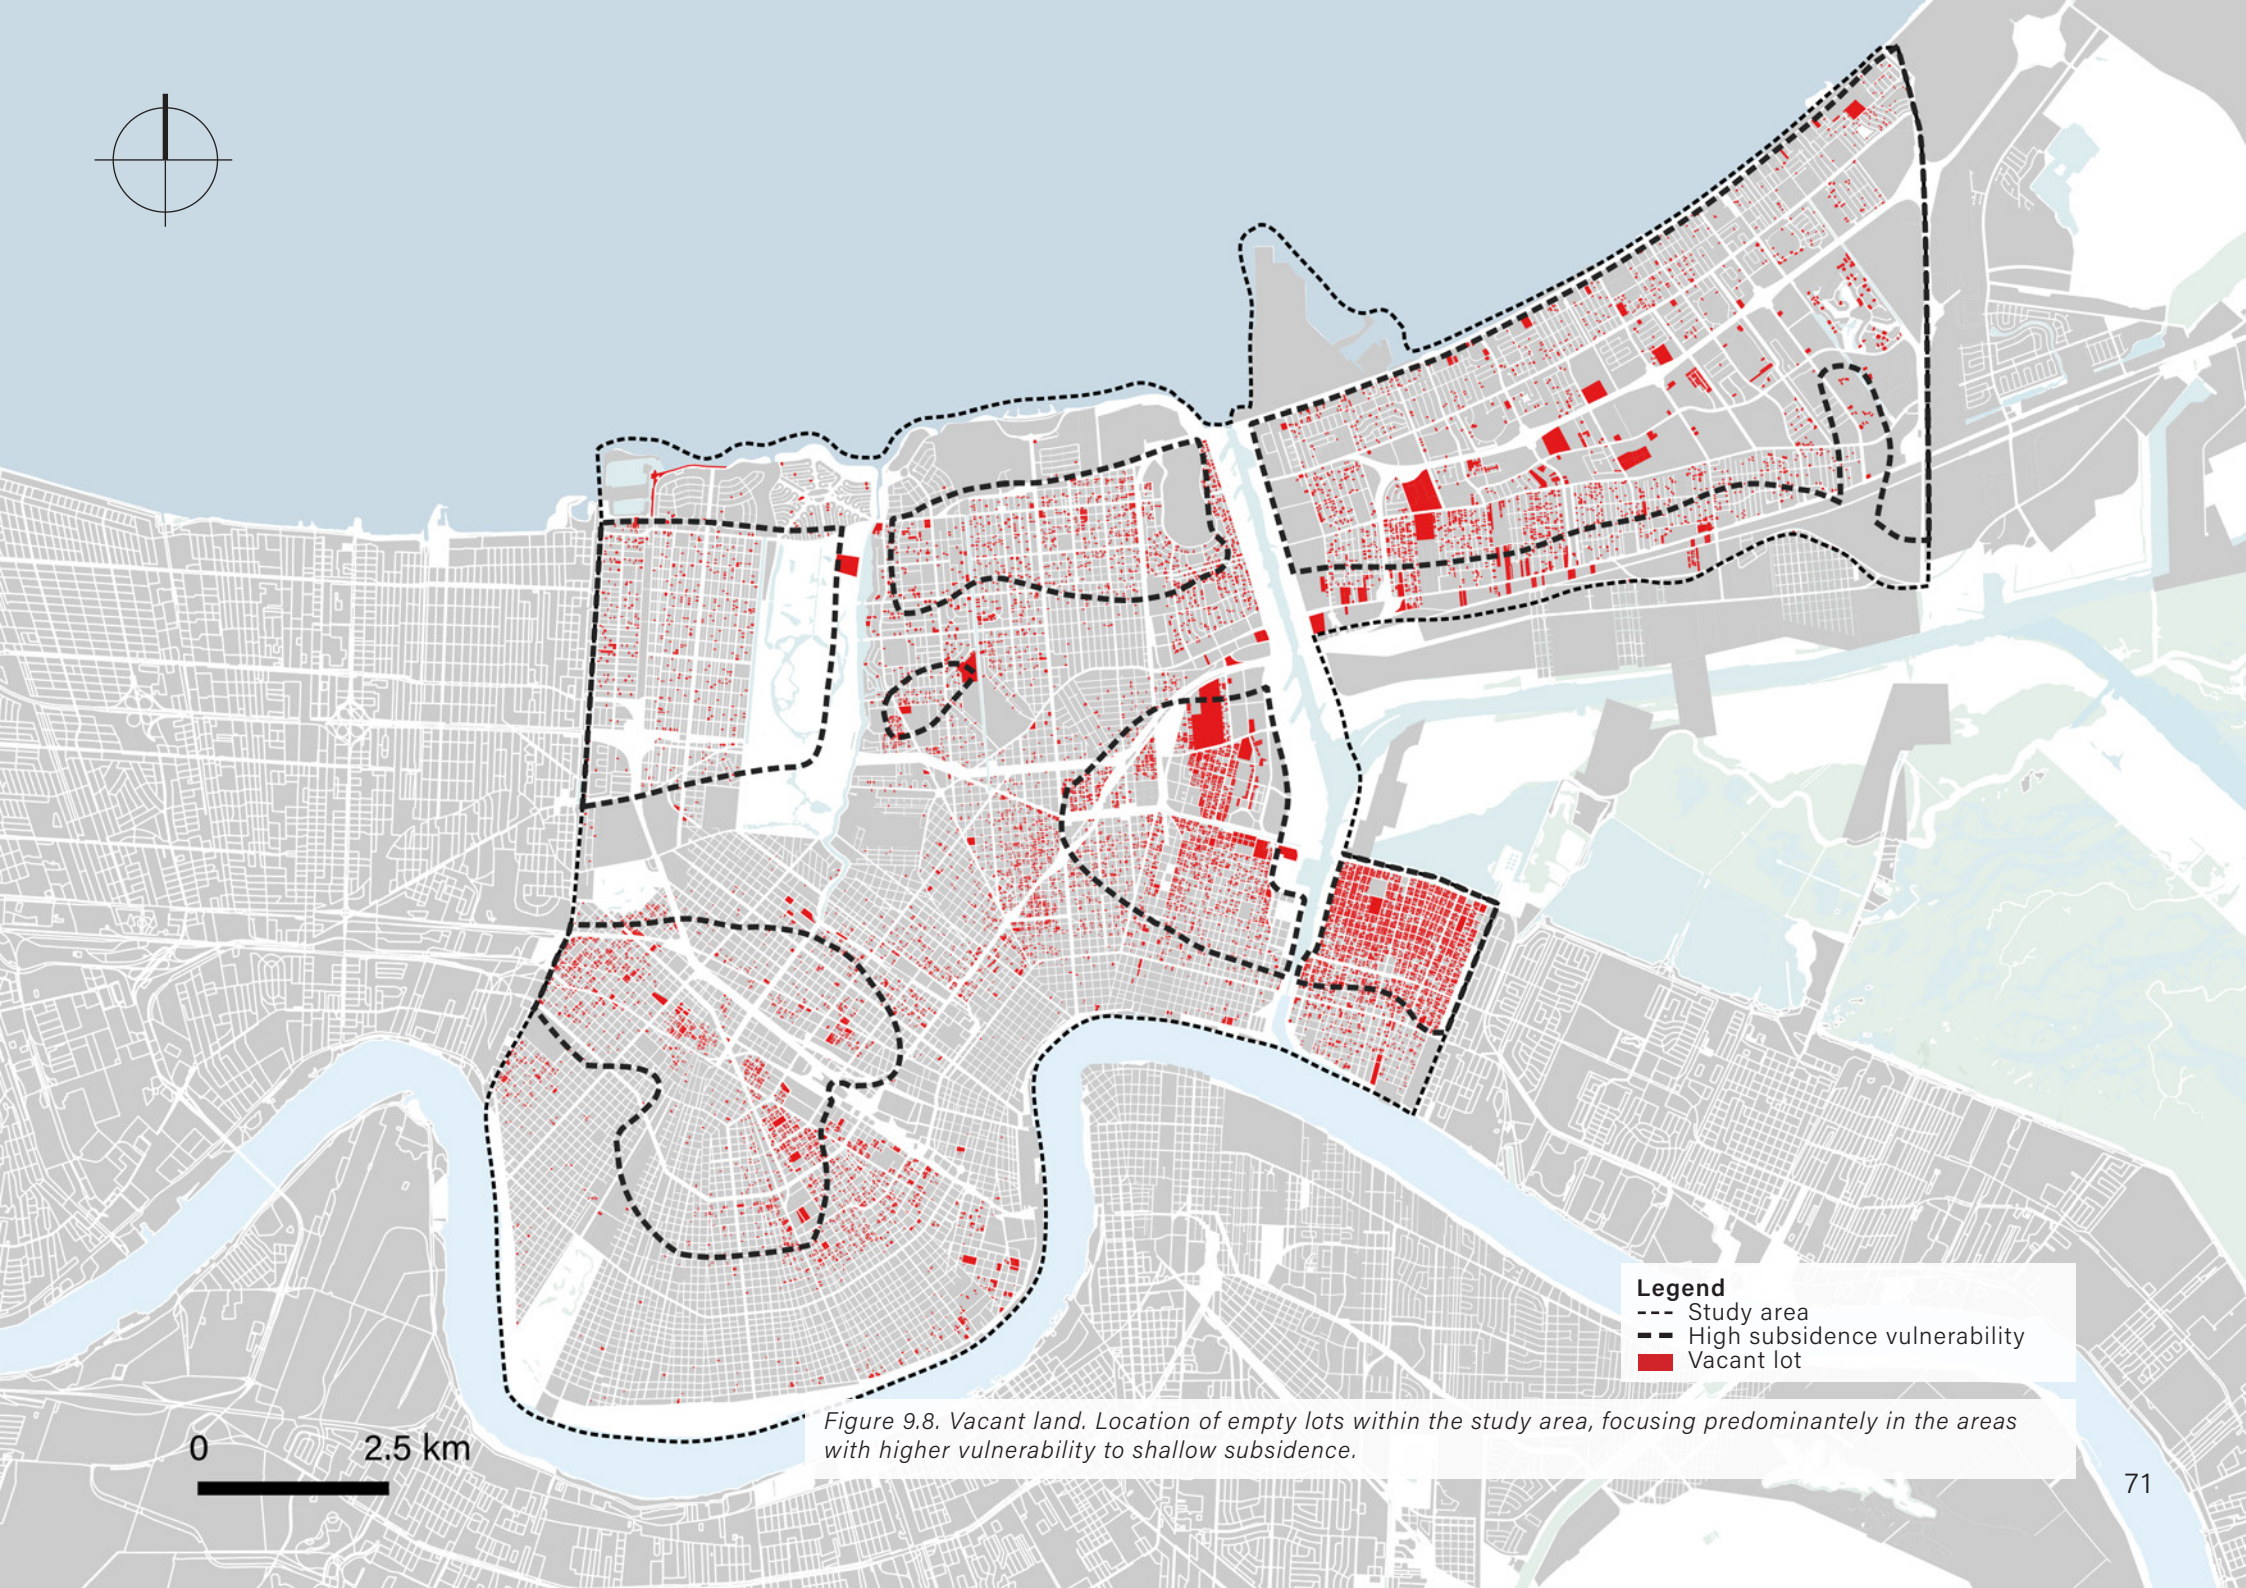 Legend
Study area
High subsidence vulnerability
Vacant lot
Figure 9.8. Vacant land. Location of empty lots within the study area, focusing predominantely in the areas
with higher vulnerability to shallow subsidence.
0 2.5 km
71